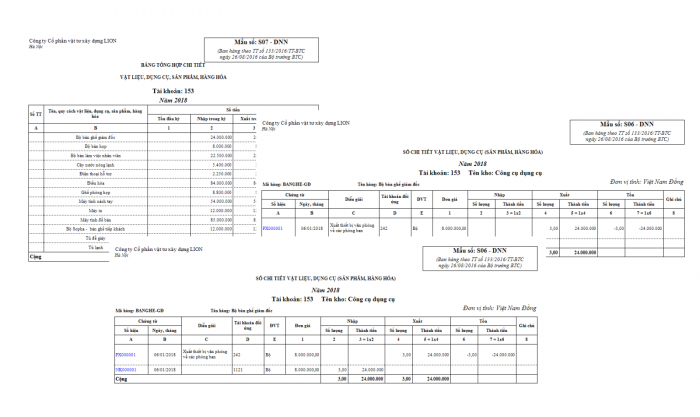 Công ty Cổ phần vật tư xây dựng LION
Hà Nội
Mẫu số: S07 - DNN
(Ban hàng theo TT số 133/2016/TT-BTC
ngày 26/08/2016 của Bộ trưởng BTC)
BẢNG TỔNG HỢP CHI TIẾT
VẬT LIỆU, DỤNG CỤ, SẢN PHẨM, HÀNG HÓA
Tài khoản: 153
Năm 2018
Số TT Tên, quy cách vật liệu, dụng cụ, sản phẩm, hàng hóa Số tiền
Tồn đầu kỳ Nhập trong kỳ Xuất tr
A B 1 2 3
Bộ bàn ghế giám đốc 24.000.000
Bộ bàn họp 8.000.000
Bộ bàn làm việc nhân viên 22.500.000
Cây nước nóng lạnh 5.400.000
Điện thoại hỗ trợ 2.250.000
Điều hòa 84.000.000
Ghế phòng họp 8.800.000
Máy tính xách tay 54.000.000
Máy in 12.000.000
Máy tính để bàn 85.000.000
Bộ Sopha - bàn ghế tiếp khách 12.000.000
Tủ để giày
Tủ lạnh
Cộng
Công ty Cổ phần vật tư xây dựng LION
Hà Nội
Mẫu số: S06 - DNN
(Ban hàng theo TT số 133/2016/TT-BTC
ngày 26/08/2016 của Bộ trưởng BTC)
SỔ CHI TIẾT VẬT LIỆU, DỤNG CỤ (SẢN PHẨM, HÀNG HÓA)
Năm 2018
Tài khoản: 153 Tên kho: Công cụ dụng cụ
Đơn vị tính: Việt Nam Đồng
Mã hàng: BANGHE-GĐ Tên hàng: Bộ bàn ghế giám đốc
Chứng từ Diễn giải Tài khoản đối ứng ĐVT Đơn giá Nhập Xuất Tồn Ghi chú
Số hiệu Ngày, tháng Số lượng Thành tiền Số lượng Thành tiền Số lượng Thành tiền
A B C D E 1 2 3 = 1x2 4 5 = 1x4 6 7 = 1x6 8
PX000001 06/01/2018 Xuất thiết bị văn phòng về các phòng ban 242 Bộ 8.000.000,00 3,00 24.000.000 -3,00 -24.000.000
3,00 24.000.000
Công ty Cổ phần vật tư xây dựng LION
Hà Nội
Mẫu số: S06 - DNN
(Ban hàng theo TT số 133/2016/TT-BTC
ngày 26/08/2016 của Bộ trưởng BTC)
SỔ CHI TIẾT VẬT LIỆU, DỤNG CỤ (SẢN PHẨM, HÀNG HÓA)
Năm 2018
Tài khoản: 153 Tên kho: Công cụ dụng cụ
Đơn vị tính: Việt Nam Đồng
Mã hàng: BANGHE-GĐ Tên hàng: Bộ bàn ghế giám đốc
Chứng từ Diễn giải Tài khoản đối ứng ĐVT Đơn giá Nhập Xuất Tồn Ghi chú
Số hiệu Ngày, tháng Số lượng Thành tiền Số lượng Thành tiền Số lượng Thành tiền
A B C D E 1 2 3 = 1x2 4 5 = 1x4 6 7 = 1x6 8
PX000001 06/01/2018 Xuất thiết bị văn phòng về các phòng ban 242 Bộ 8.000.000,00 3,00 24.000.000 -3,00 -24.000.000
NK000001 06/01/2018 1121 Bộ 8.000.000,00 3,00 24.000.000
Cộng 3,00 24.000.000 3,00 24.000.000